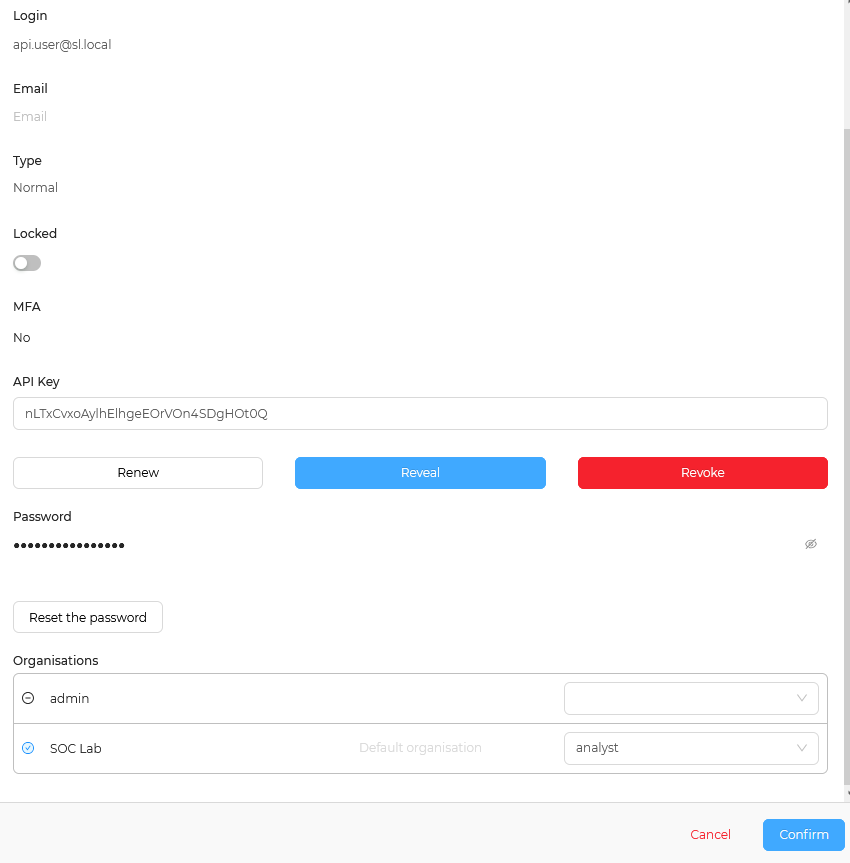 Login
api.user@sl.local
Email
Email
Type
Normal
Locked
MFA
No
API Key
nLTxCvxoAylhElhgeEOrVOn4SDgHOt0Q
Renew Reveal Revoke
Password
••••••••••••••••
Reset the password
Organisations
admin
SOC Lab Default organisation analyst
Cancel Confirm